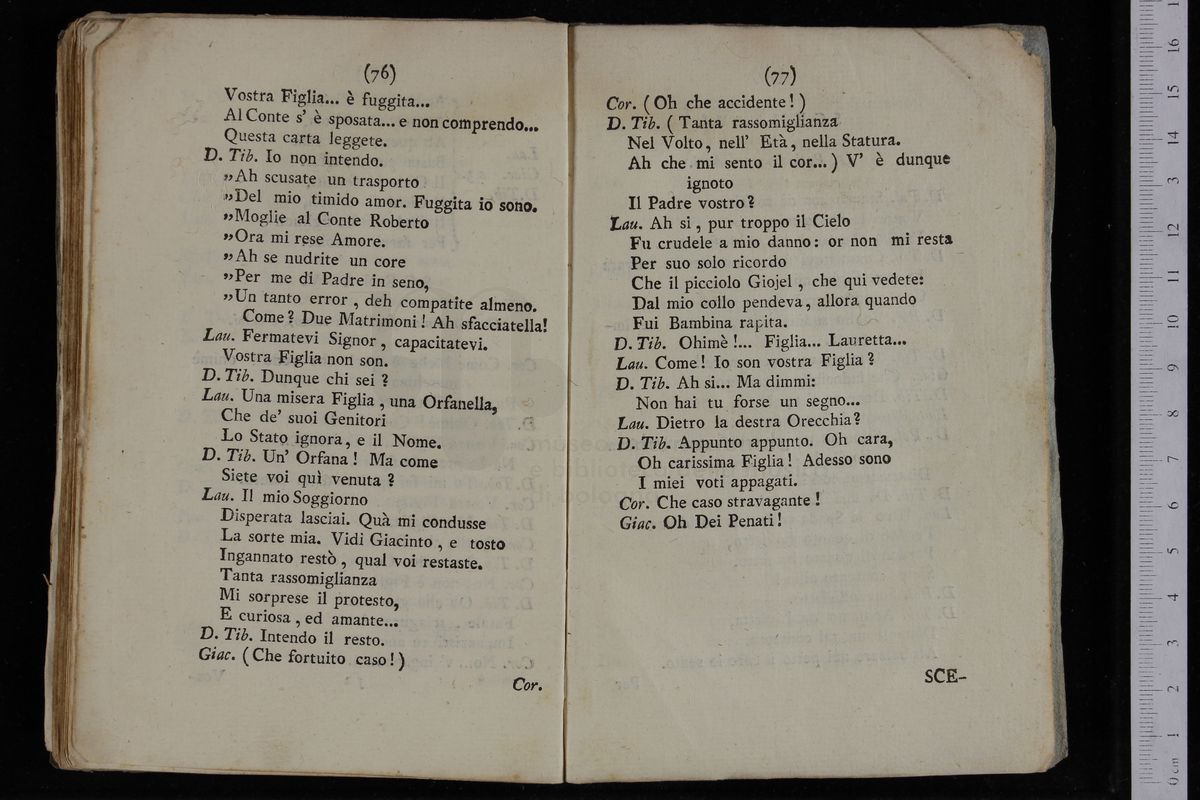 (76)
Vostra Figlia... è fuggita...
Al Conte s' è sposata... e non comprendo...
Questa carta leggete.
D. Tib. Io non intendo.
„Ah scusate un trasporto
„Del mio timido amor. Fuggita io sono.
„Moglie al Conte Roberto
„Ora mi rese Amore.
„Ah se nudrite un core
„Per me di Padre in seno,
„Un tanto error, deh compatite almeno.
Come? Due Matrimoni! Ah sfacciatella!
Lau. Fermatevi Signor, capacitatevi.
Vostra Figlia non son.
D. Tib. Dunque chi sei?
Lau. Una misera Figlia, una Orfanella,
Che de' suoi Genitori
Lo Stato ignora, e il Nome.
D. Tib. Un' Orfana! Ma come
Siete voi quì venuta?
Lau. Il mio Soggiorno
Disperata lasciai. Quà mi condusse
La sorte mia. Vidi Giacinto, e tosto
Ingannato restò, qual voi restaste.
Tanta rassomiglianza
Mi sorprese il protesto,
E curiosa, ed amante...
D. Tib. Intendo il resto.
Giac. (Che fortuito caso!)
Cor.
(77)
Cor. (Oh che accidente!)
D. Tib. (Tanta rassomiglianza
Nel Volto, nell' Età, nella Statura.
Ah che mi sento il cor...) V' è dunque
ignoto
Il Padre vostro?
Lau. Ah si, pur troppo il Cielo
Fu crudele a mio danno: or non mi resta
Per suo solo ricordo
Che il picciolo Giojel, che qui vedete:
Dal mio collo pendeva, allora quando
Fui Bambina rapita.
D. Tib. Ohimè!... Figlia... Lauretta...
Lau. Come! Io son vostra Figlia?
D. Tib. Ah si... Ma dimmi:
Non hai tu forse un segno...
Lau. Dietro la destra Orecchia?
D. Tib. Appunto appunto. Oh cara,
Oh carissima Figlia! Adesso sono
I miei voti appagati.
Cor. Che caso stravagante!
Giac. Oh Dei Penati!
SCE-